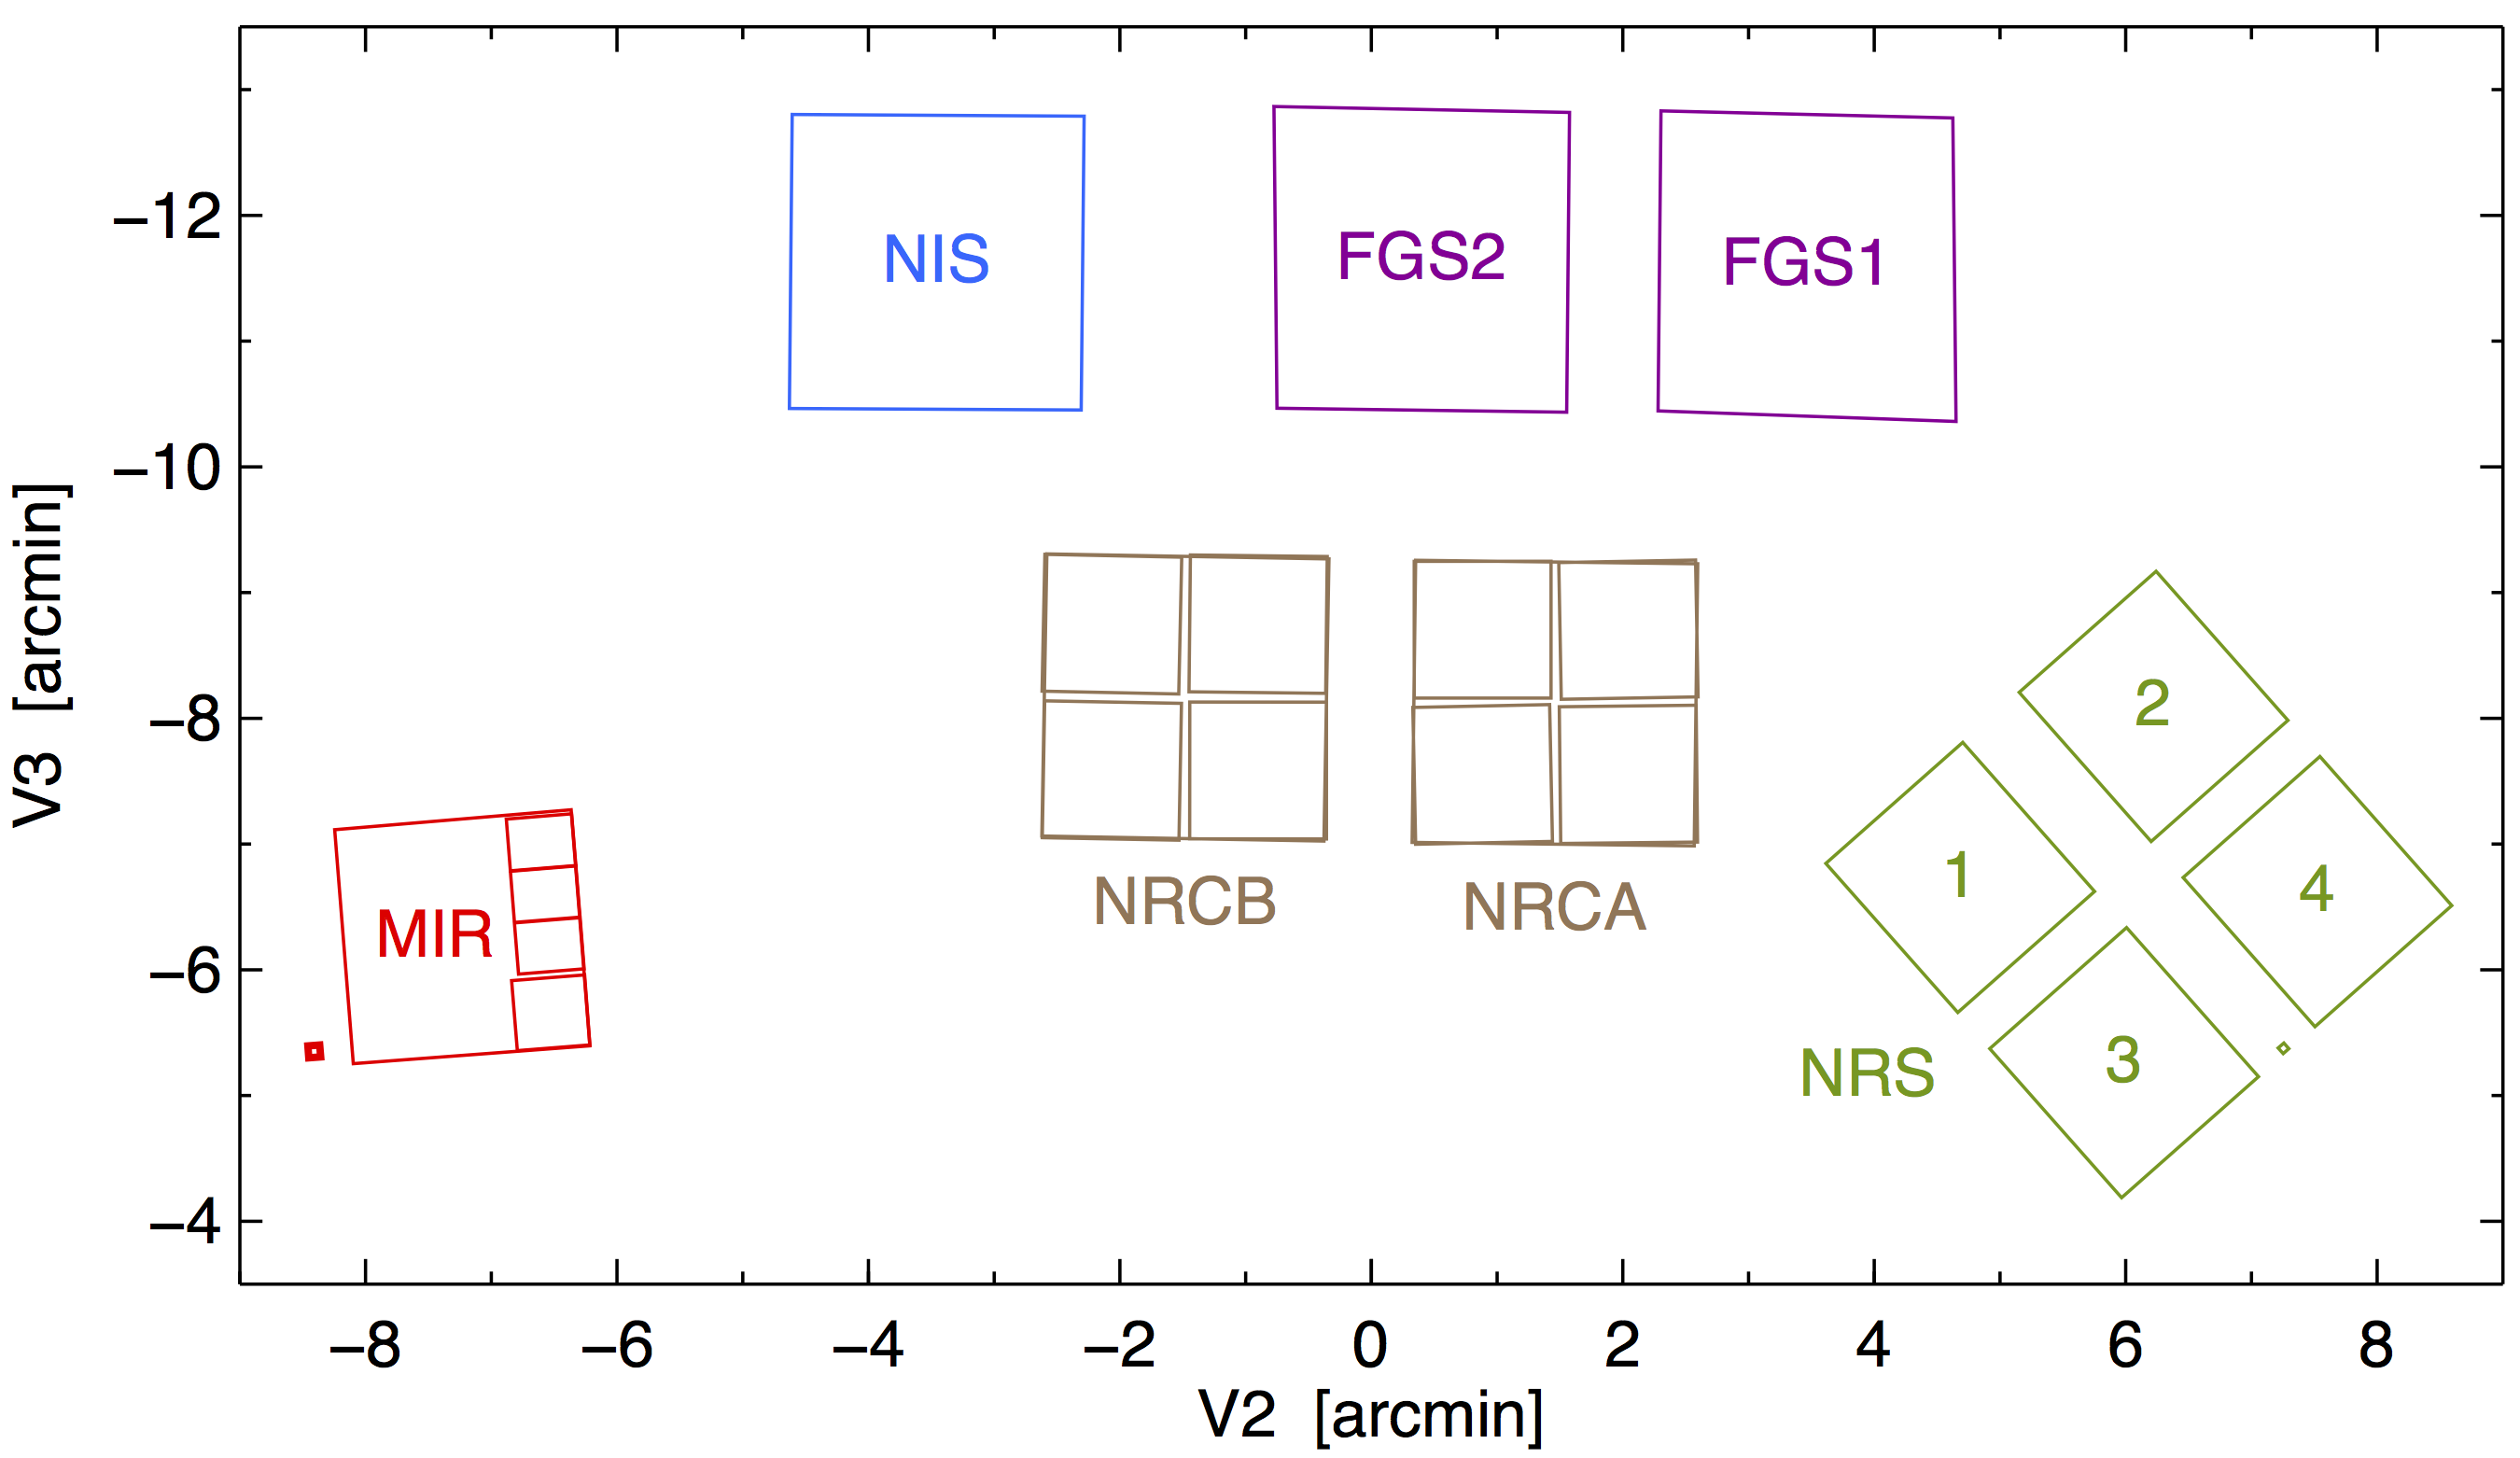 NIS
FGS2
FGS1
−12
−10
−8
−6
−4
V3 [arcmin]
MIR
NRCB
NRCA
2
1
4
3
NRS
−8
−6
−4
−2
0
2
4
6
8
V2 [arcmin]